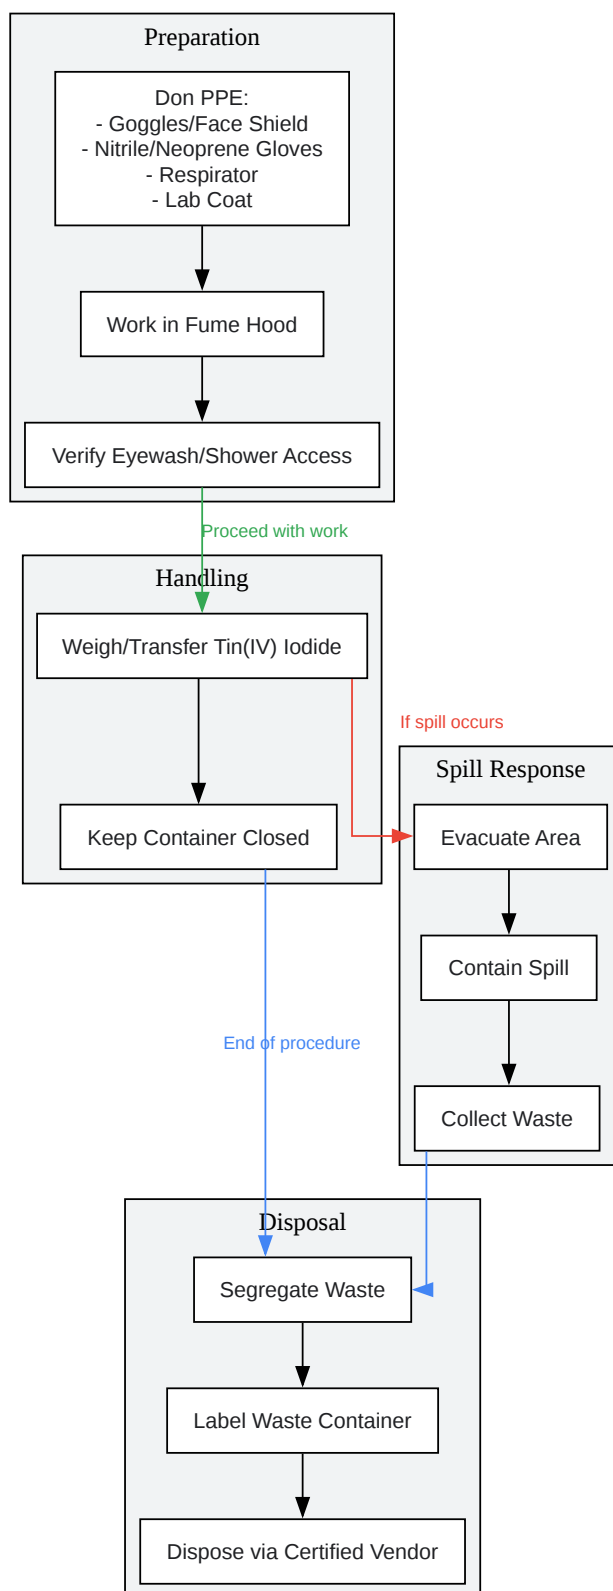 Preparation
Don PPE:
- Goggles/Face Shield
- Nitrile/Neoprene Gloves
- Respirator
- Lab Coat
Work in Fume Hood
Verify Eyewash/Shower Access
Proceed with work
Handling
Weigh/Transfer Tin(IV) Iodide
If spill occurs
Spill Response
Keep Container Closed
Evacuate Area
Contain Spill
End of procedure
Collect Waste
Disposal
Segregate Waste
Label Waste Container
Dispose via Certified Vendor